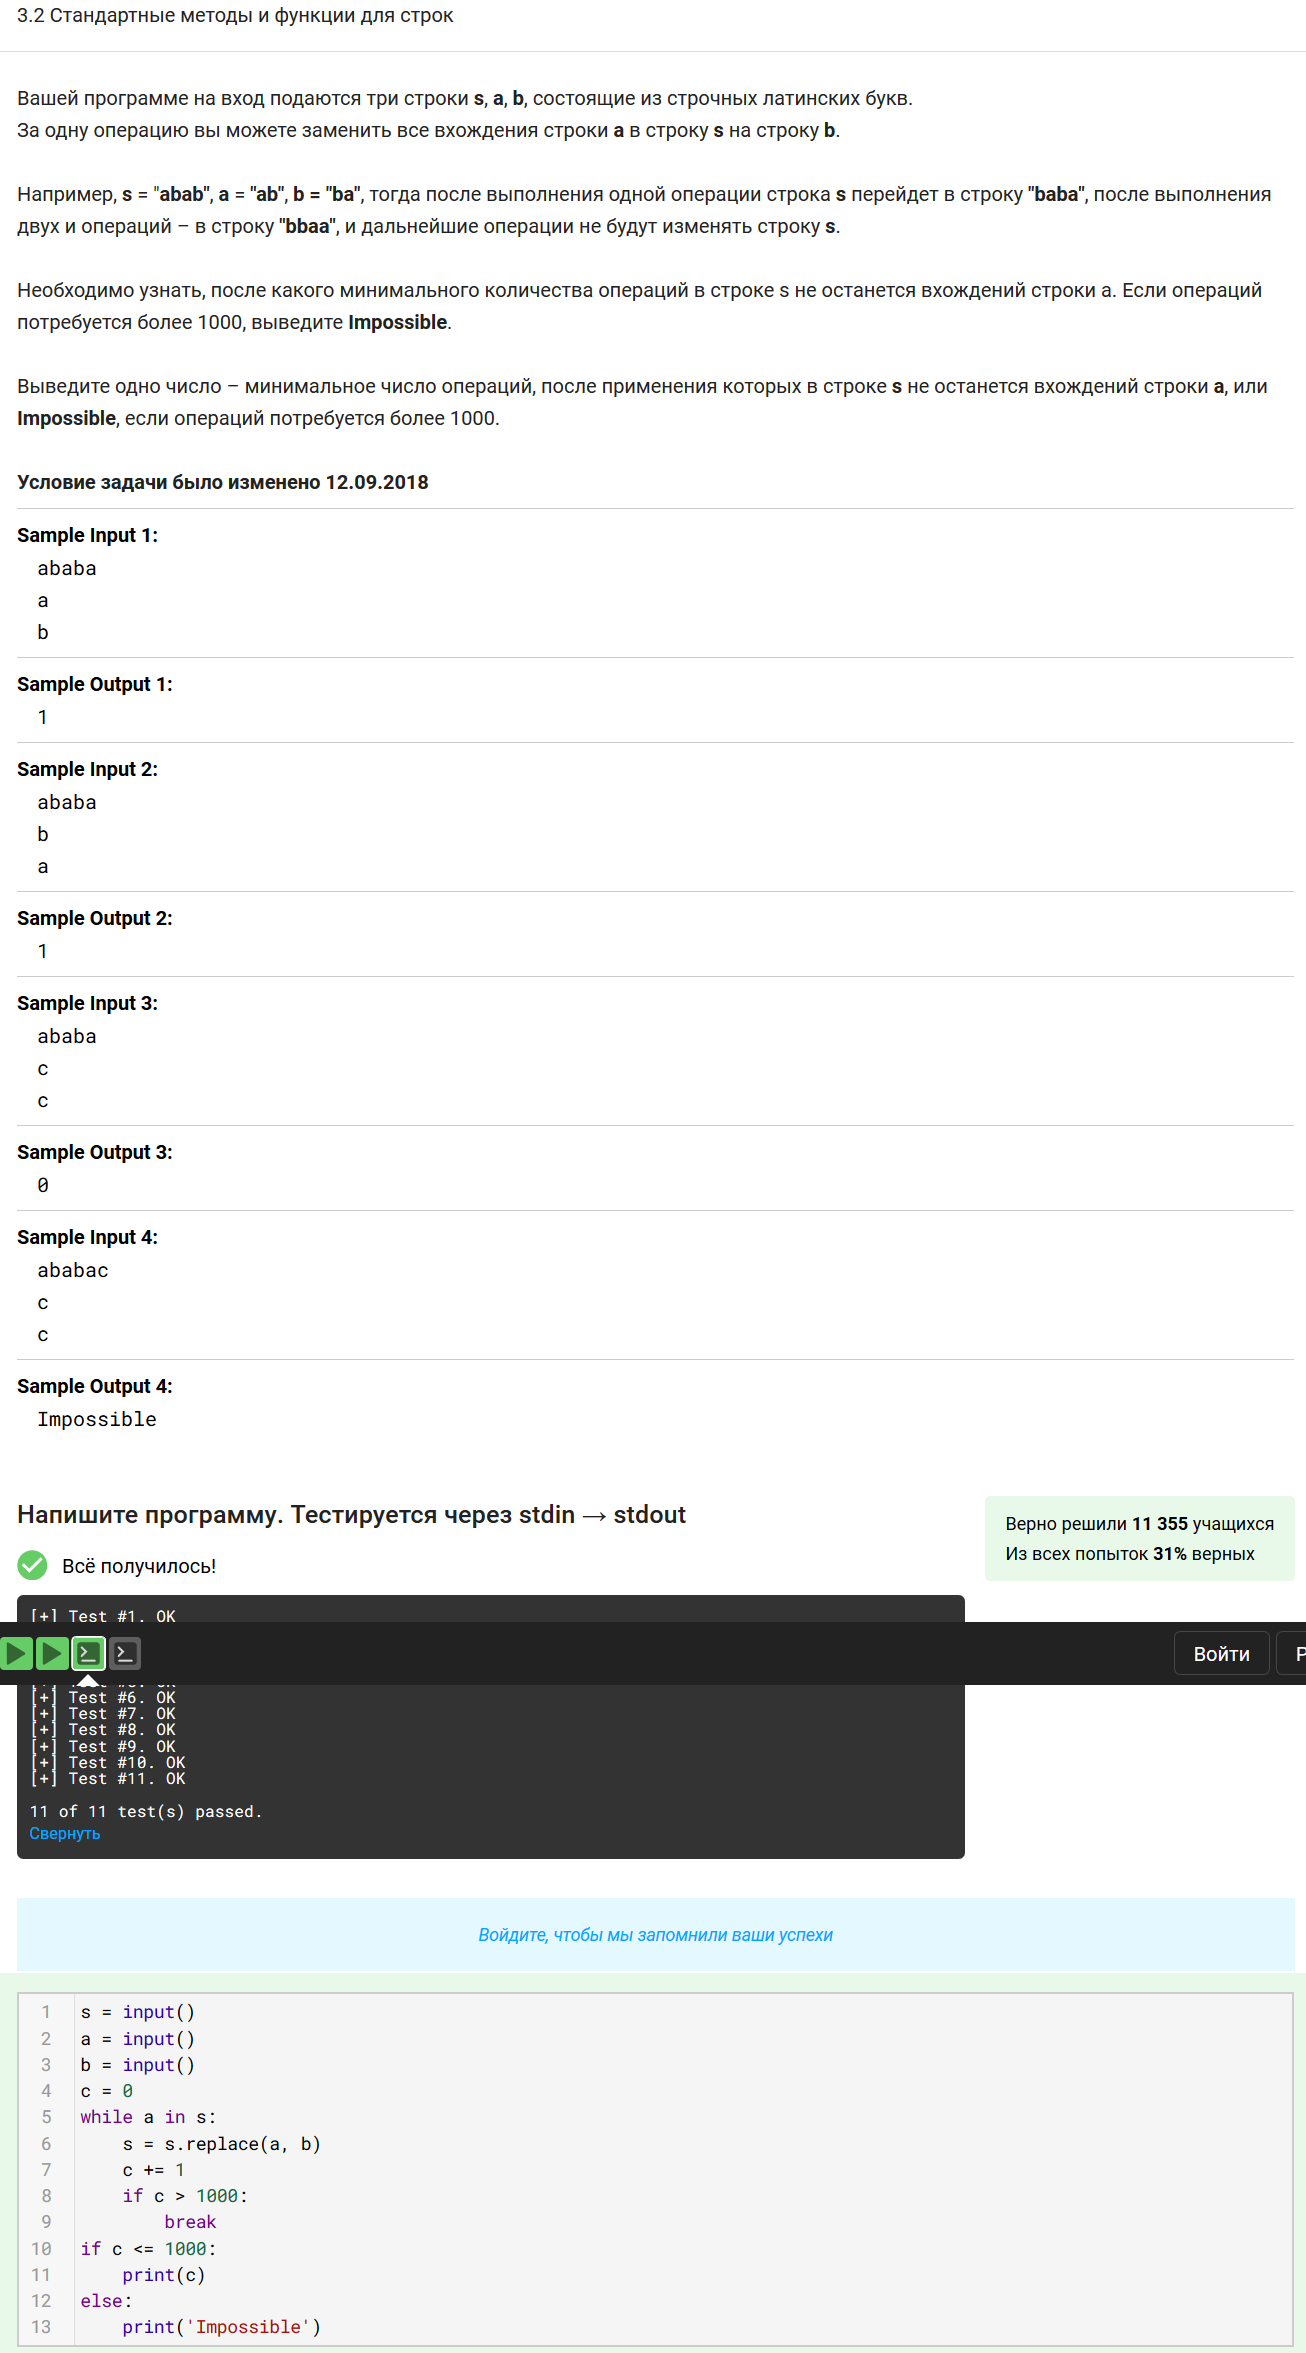 3.2 Стандартные методы и функции для строк
Вашей программе на вход подаются три строки s, a, b, состоящие из строчных латинских букв.
За одну операцию вы можете заменить все вхождения строки a в строку s на строку b.
Например, s = "abab", a = "ab", b = "ba", тогда после выполнения одной операции строка s перейдет в строку "baba", после выполнения
двух и операций – в строку "bbaa", и дальнейшие операции не будут изменять строку s.
Необходимо узнать, после какого минимального количества операций в строке s не останется вхождений строки a. Если операций
потребуется более 1000, выведите Impossible.
Выведите одно число – минимальное число операций, после применения которых в строке s не останется вхождений строки a, или
Impossible, если операций потребуется более 1000.
Условие задачи было изменено 12.09.2018
Sample Input 1:
ababa
a
b
Sample Output 1:
1
Sample Input 2:
ababa
b
a
Sample Output 2:
1
Sample Input 3:
ababa
c
c
Sample Output 3:
0
Sample Input 4:
ababac
c
c
Sample Output 4:
Impossible
Напишите программу. Тестируется через stdin → stdout
Верно решили 11 355 учащихся
Из всех попыток 31% верных
Всё получилось!
[+] Test #1. OK
Войти
[+] Test #6. OK
[+] Test #7. OK
[+] Test #8. OK
[+] Test #9. OK
[+] Test #10. OK
[+] Test #11. OK
11 of 11 test(s) passed.
Свернуть
Войдите, чтобы мы запомнили ваши успехи
1 s = input()
2 a = input()
3 b = input()
4 c = 0
5 while a in s:
6     s = s.replace(a, b)
7     c += 1
8     if c > 1000:
9         break
10 if c <= 1000:
11     print(c)
12 else:
13     print('Impossible')